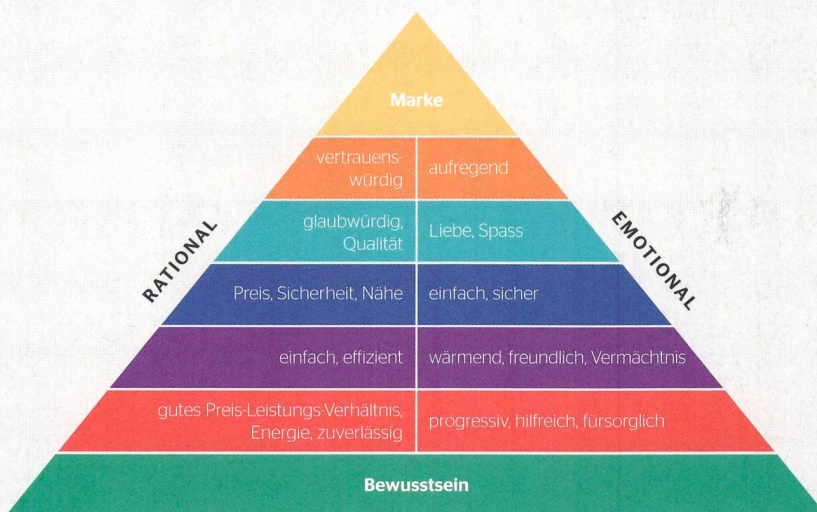 Marke
vertrauens-
würdig
aufregend
glaubwürdig,
Qualität
Liebe, Spass
RATIONAL
EMOTIONAL
Preis, Sicherheit, Nähe
einfach, sicher
einfach, effizient
wärmend, freundlich, Vermächtnis
gutes Preis-Leistungs-Verhältnis,
Energie, zuverlässig
progressiv, hilfreich, fürsorglich
Bewusstsein